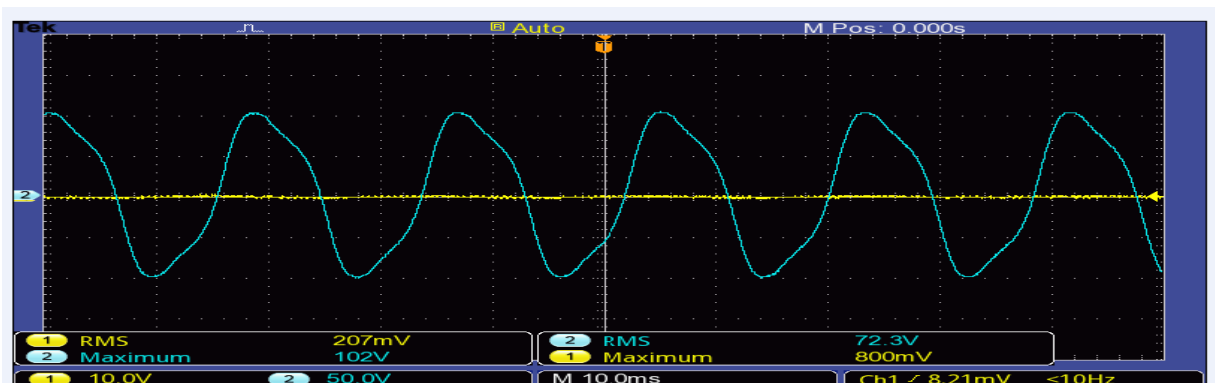 Tek Auto M Pos: 0.000s
T
2
1 RMS 207mV 2 RMS 72.3V
2 Maximum 102V 1 Maximum 800mV
1 10.0V 2 50.0V M 10.0ms Ch1 8.21mV <10Hz